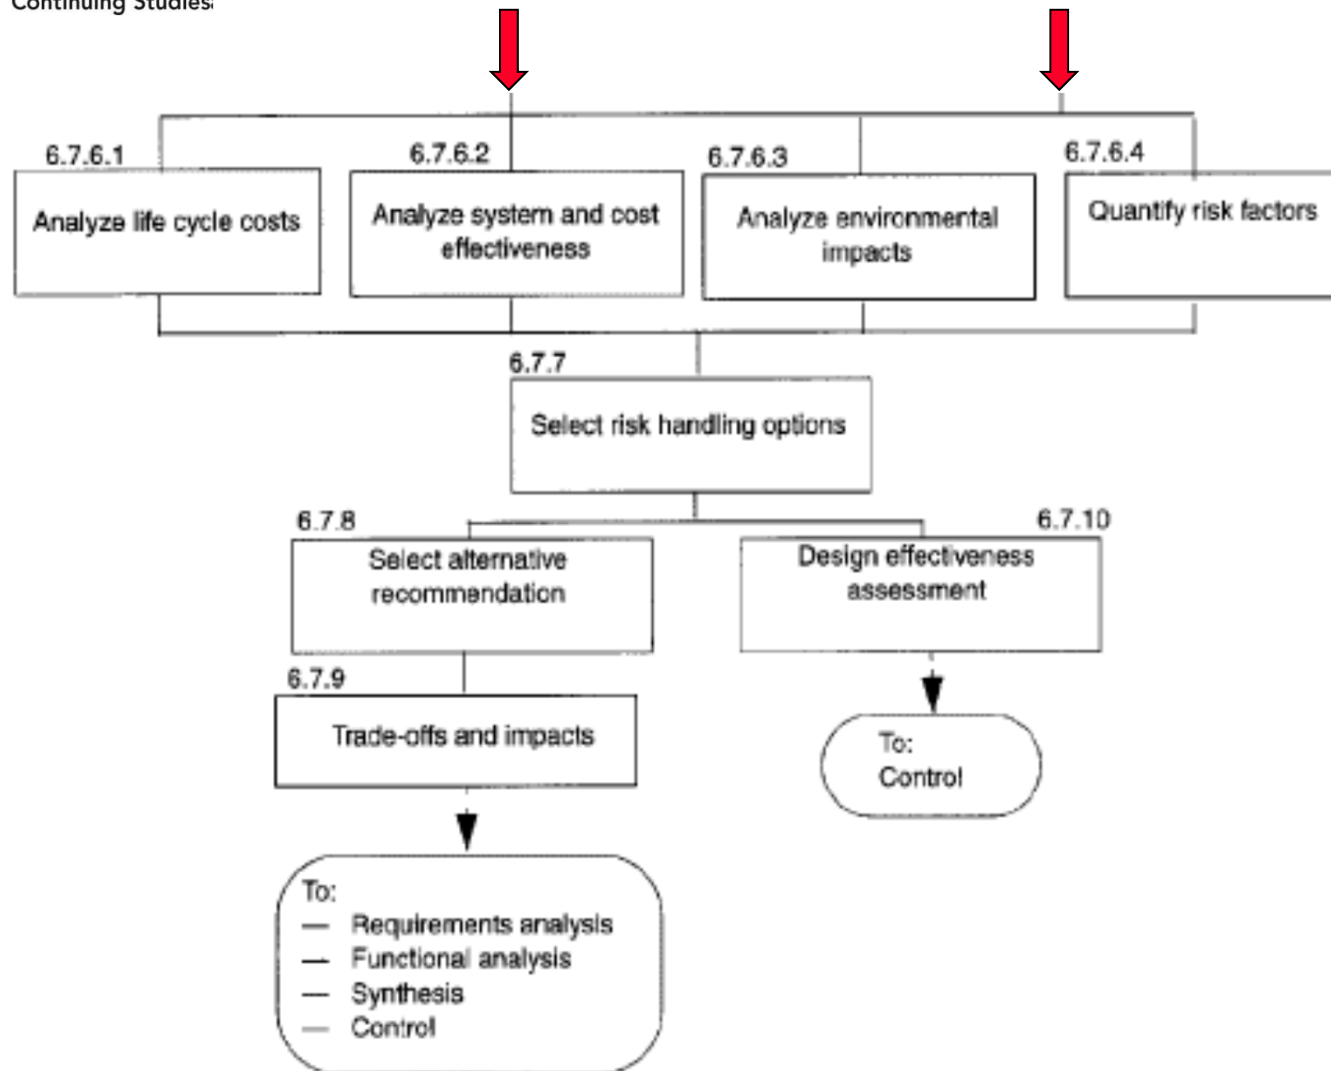 Continuing Studies
6.7.6.1
6.7.6.2
6.7.6.3
6.7.6.4
Analyze life cycle costs
Analyze system and cost
effectiveness
Analyze environmental
impacts
Quantify risk factors
6.7.7
Select risk handling options
6.7.8
Select alternative
recommendation
6.7.10
Design effectiveness
assessment
6.7.9
Trade-offs and impacts
To:
Control
To:
— Requirements analysis
— Functional analysis
— Synthesis
— Control